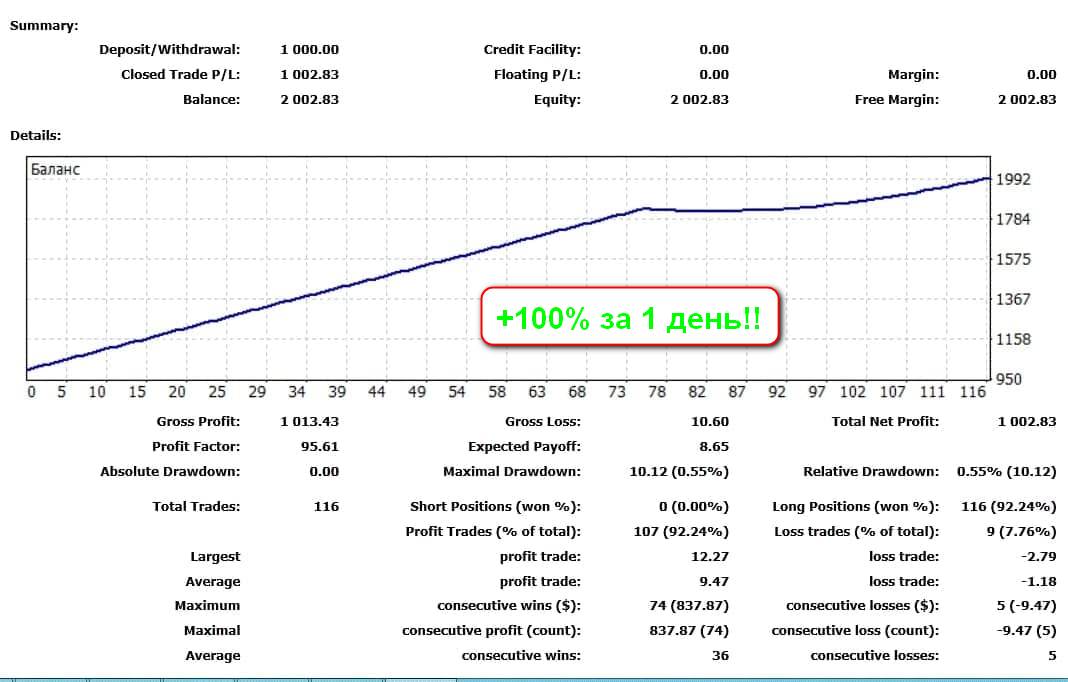 Summary:
Deposit/Withdrawal: 1 000.00 Credit Facility: 0.00
Closed Trade P/L: 1 002.83 Floating P/L: 0.00 Margin: 0.00
Balance: 2 002.83 Equity: 2 002.83 Free Margin: 2 002.83
Details:
Баланс
1992
1784
1575
+100% за 1 день!!
1367
1158
950
0 5 10 15 20 25 29 34 39 44 49 54 58 63 68 73 78 82 87 92 97 102 107 111 116
Gross Profit: 1 013.43 Gross Loss: 10.60 Total Net Profit: 1 002.83
Profit Factor: 95.61 Expected Payoff: 8.65
Absolute Drawdown: 0.00 Maximal Drawdown: 10.12 (0.55%) Relative Drawdown: 0.55% (10.12)
Total Trades: 116 Short Positions (won %): 0 (0.00%) Long Positions (won %): 116 (92.24%)
Profit Trades (% of total): 107 (92.24%) Loss trades (% of total): 9 (7.76%)
Largest profit trade: 12.27 loss trade: -2.79
Average profit trade: 9.47 loss trade: -1.18
Maximum consecutive wins ($): 74 (837.87) consecutive losses ($): 5 (-9.47)
Maximal consecutive profit (count): 837.87 (74) consecutive loss (count): -9.47 (5)
Average consecutive wins: 36 consecutive losses: 5